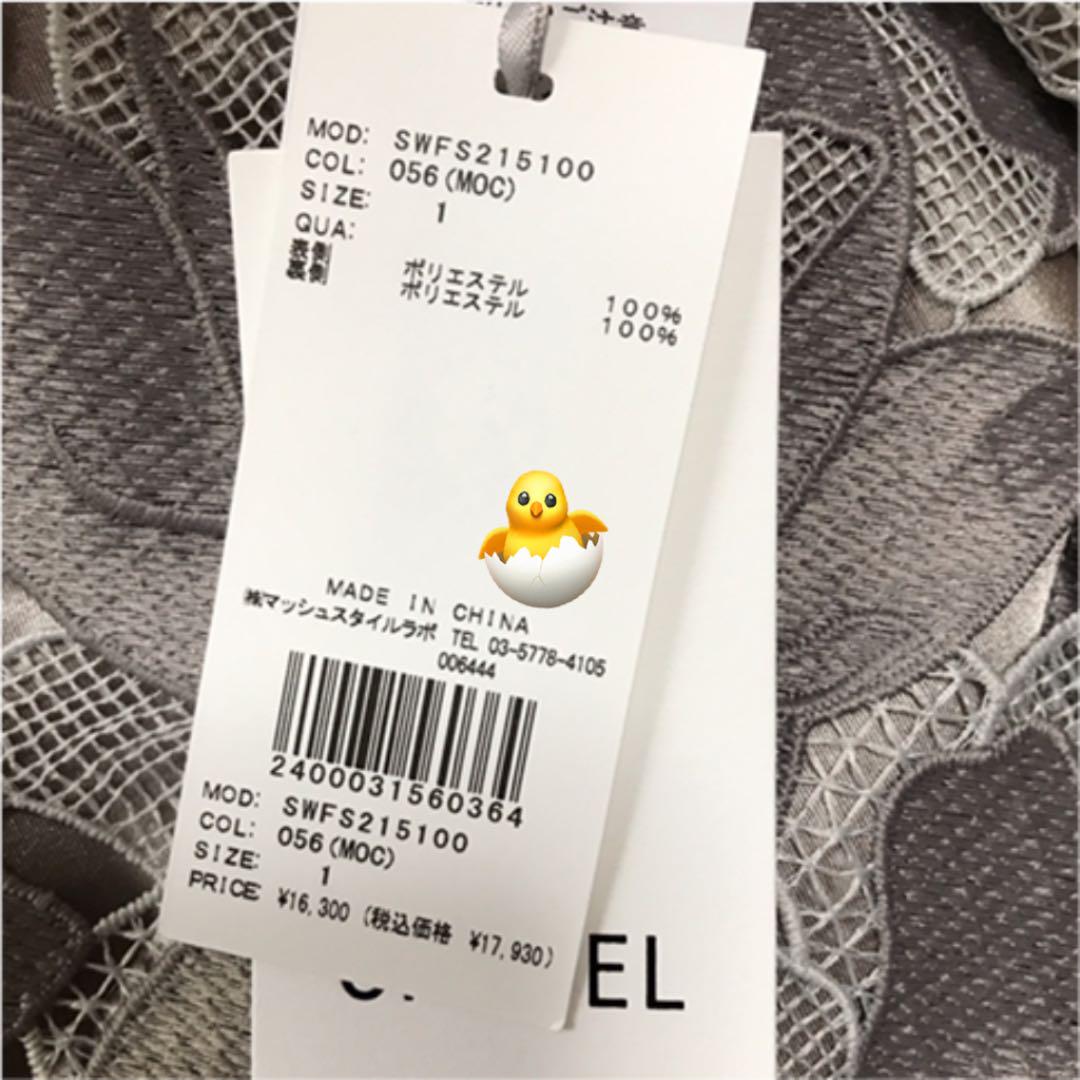 MOD: SWFS215100
COL: 056(MOC)
SIZE: 1
QUA:
表側 ポリエステル 100%
裏側 ポリエステル 100%
MADE IN CHINA
㈱マッシュスタイルラボ TEL 03-5778-4105
006444
2400031560364
MOD: SWFS215100
COL: 056(MOC)
SIZE: 1
PRICE ¥16,300 (税込価格 ¥17,930)
EL